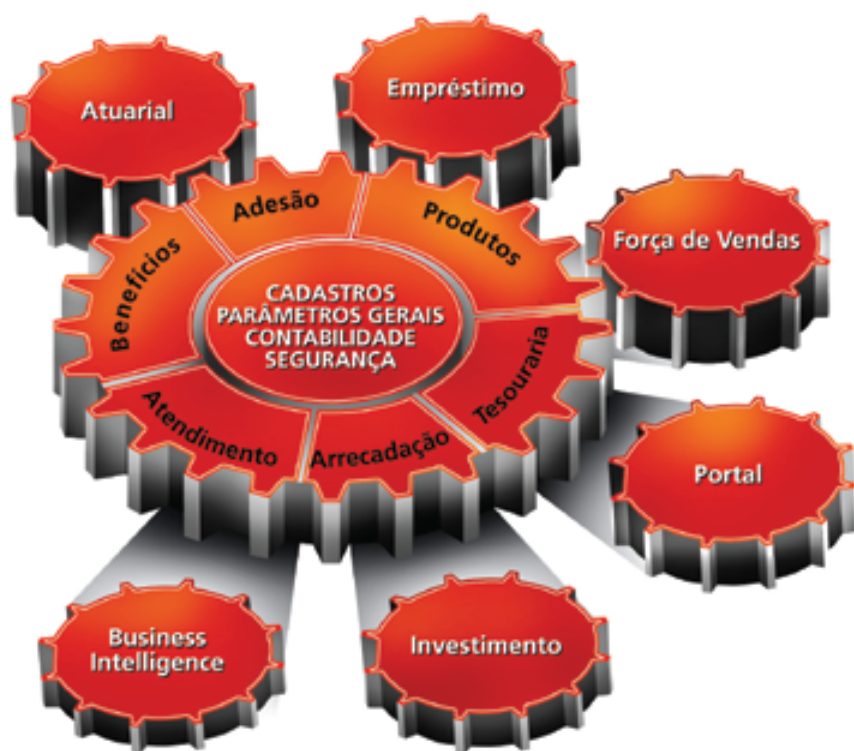 Atuarial
Empréstimo
Força de Vendas
Portal
Investimento
Business
Intelligence
Benefícios
Adesão
Produtos
Tesouraria
Arrecadação
Atendimento
CADASTROS
PARÂMETROS GERAIS
CONTABILIDADE
SEGURANÇA